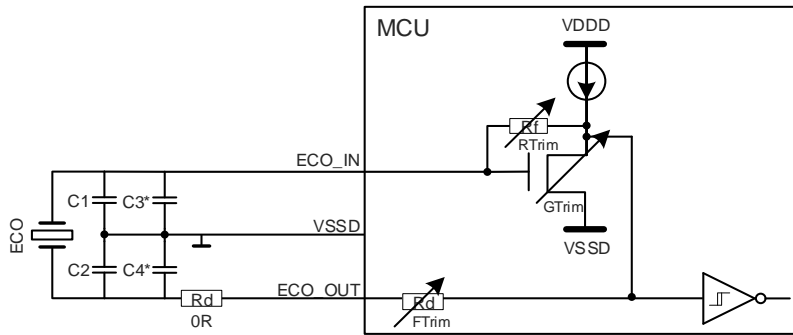 MCU
VDDD
Rf
RTrim
ECO_IN
C1
C3*
GTrim
ECO
VSSD
VSSD
C2
C4*
Rd
ECO_OUT
Rd
0R
FTrim